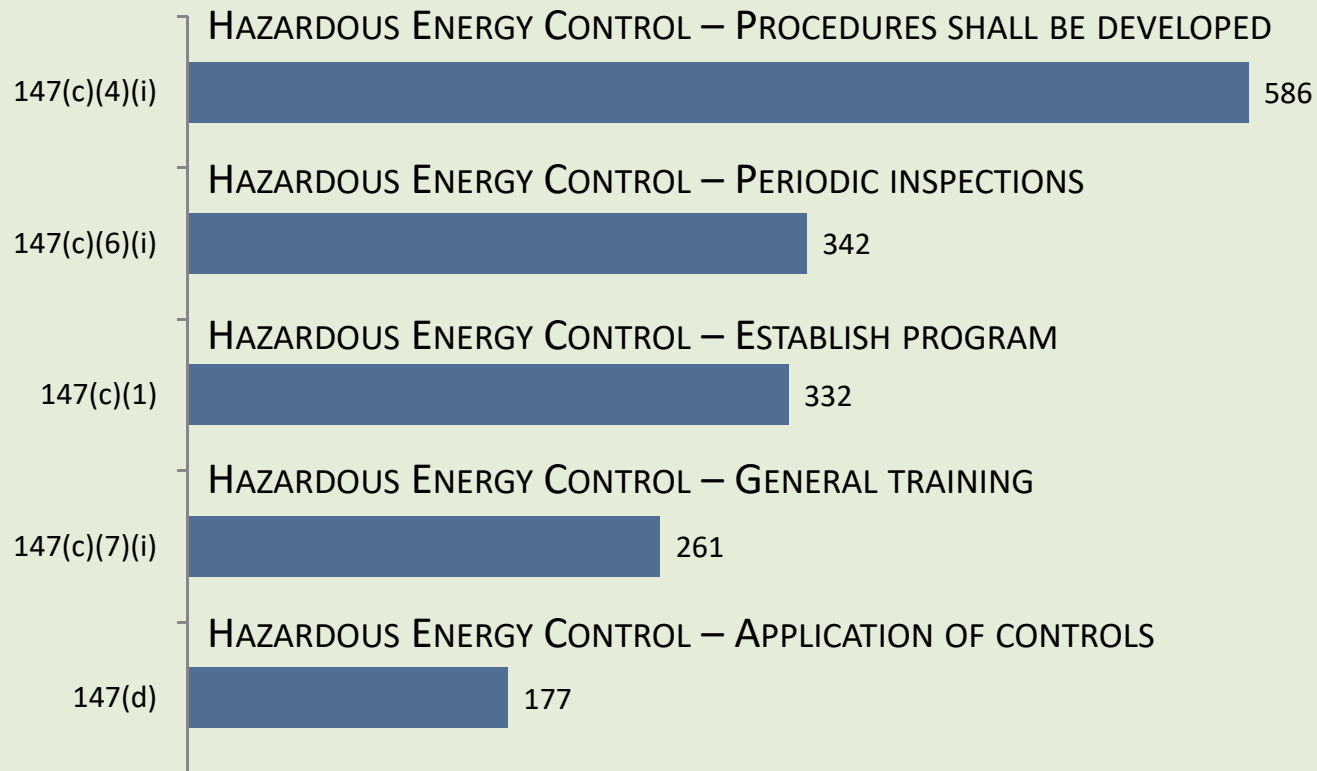 Hazardous Energy Control – Procedures shall be developed
147(c)(4)(i)
586
Hazardous Energy Control – Periodic inspections
147(c)(6)(i)
342
Hazardous Energy Control – Establish program
147(c)(1)
332
Hazardous Energy Control – General training
147(c)(7)(i)
261
Hazardous Energy Control – Application of controls
147(d)
177